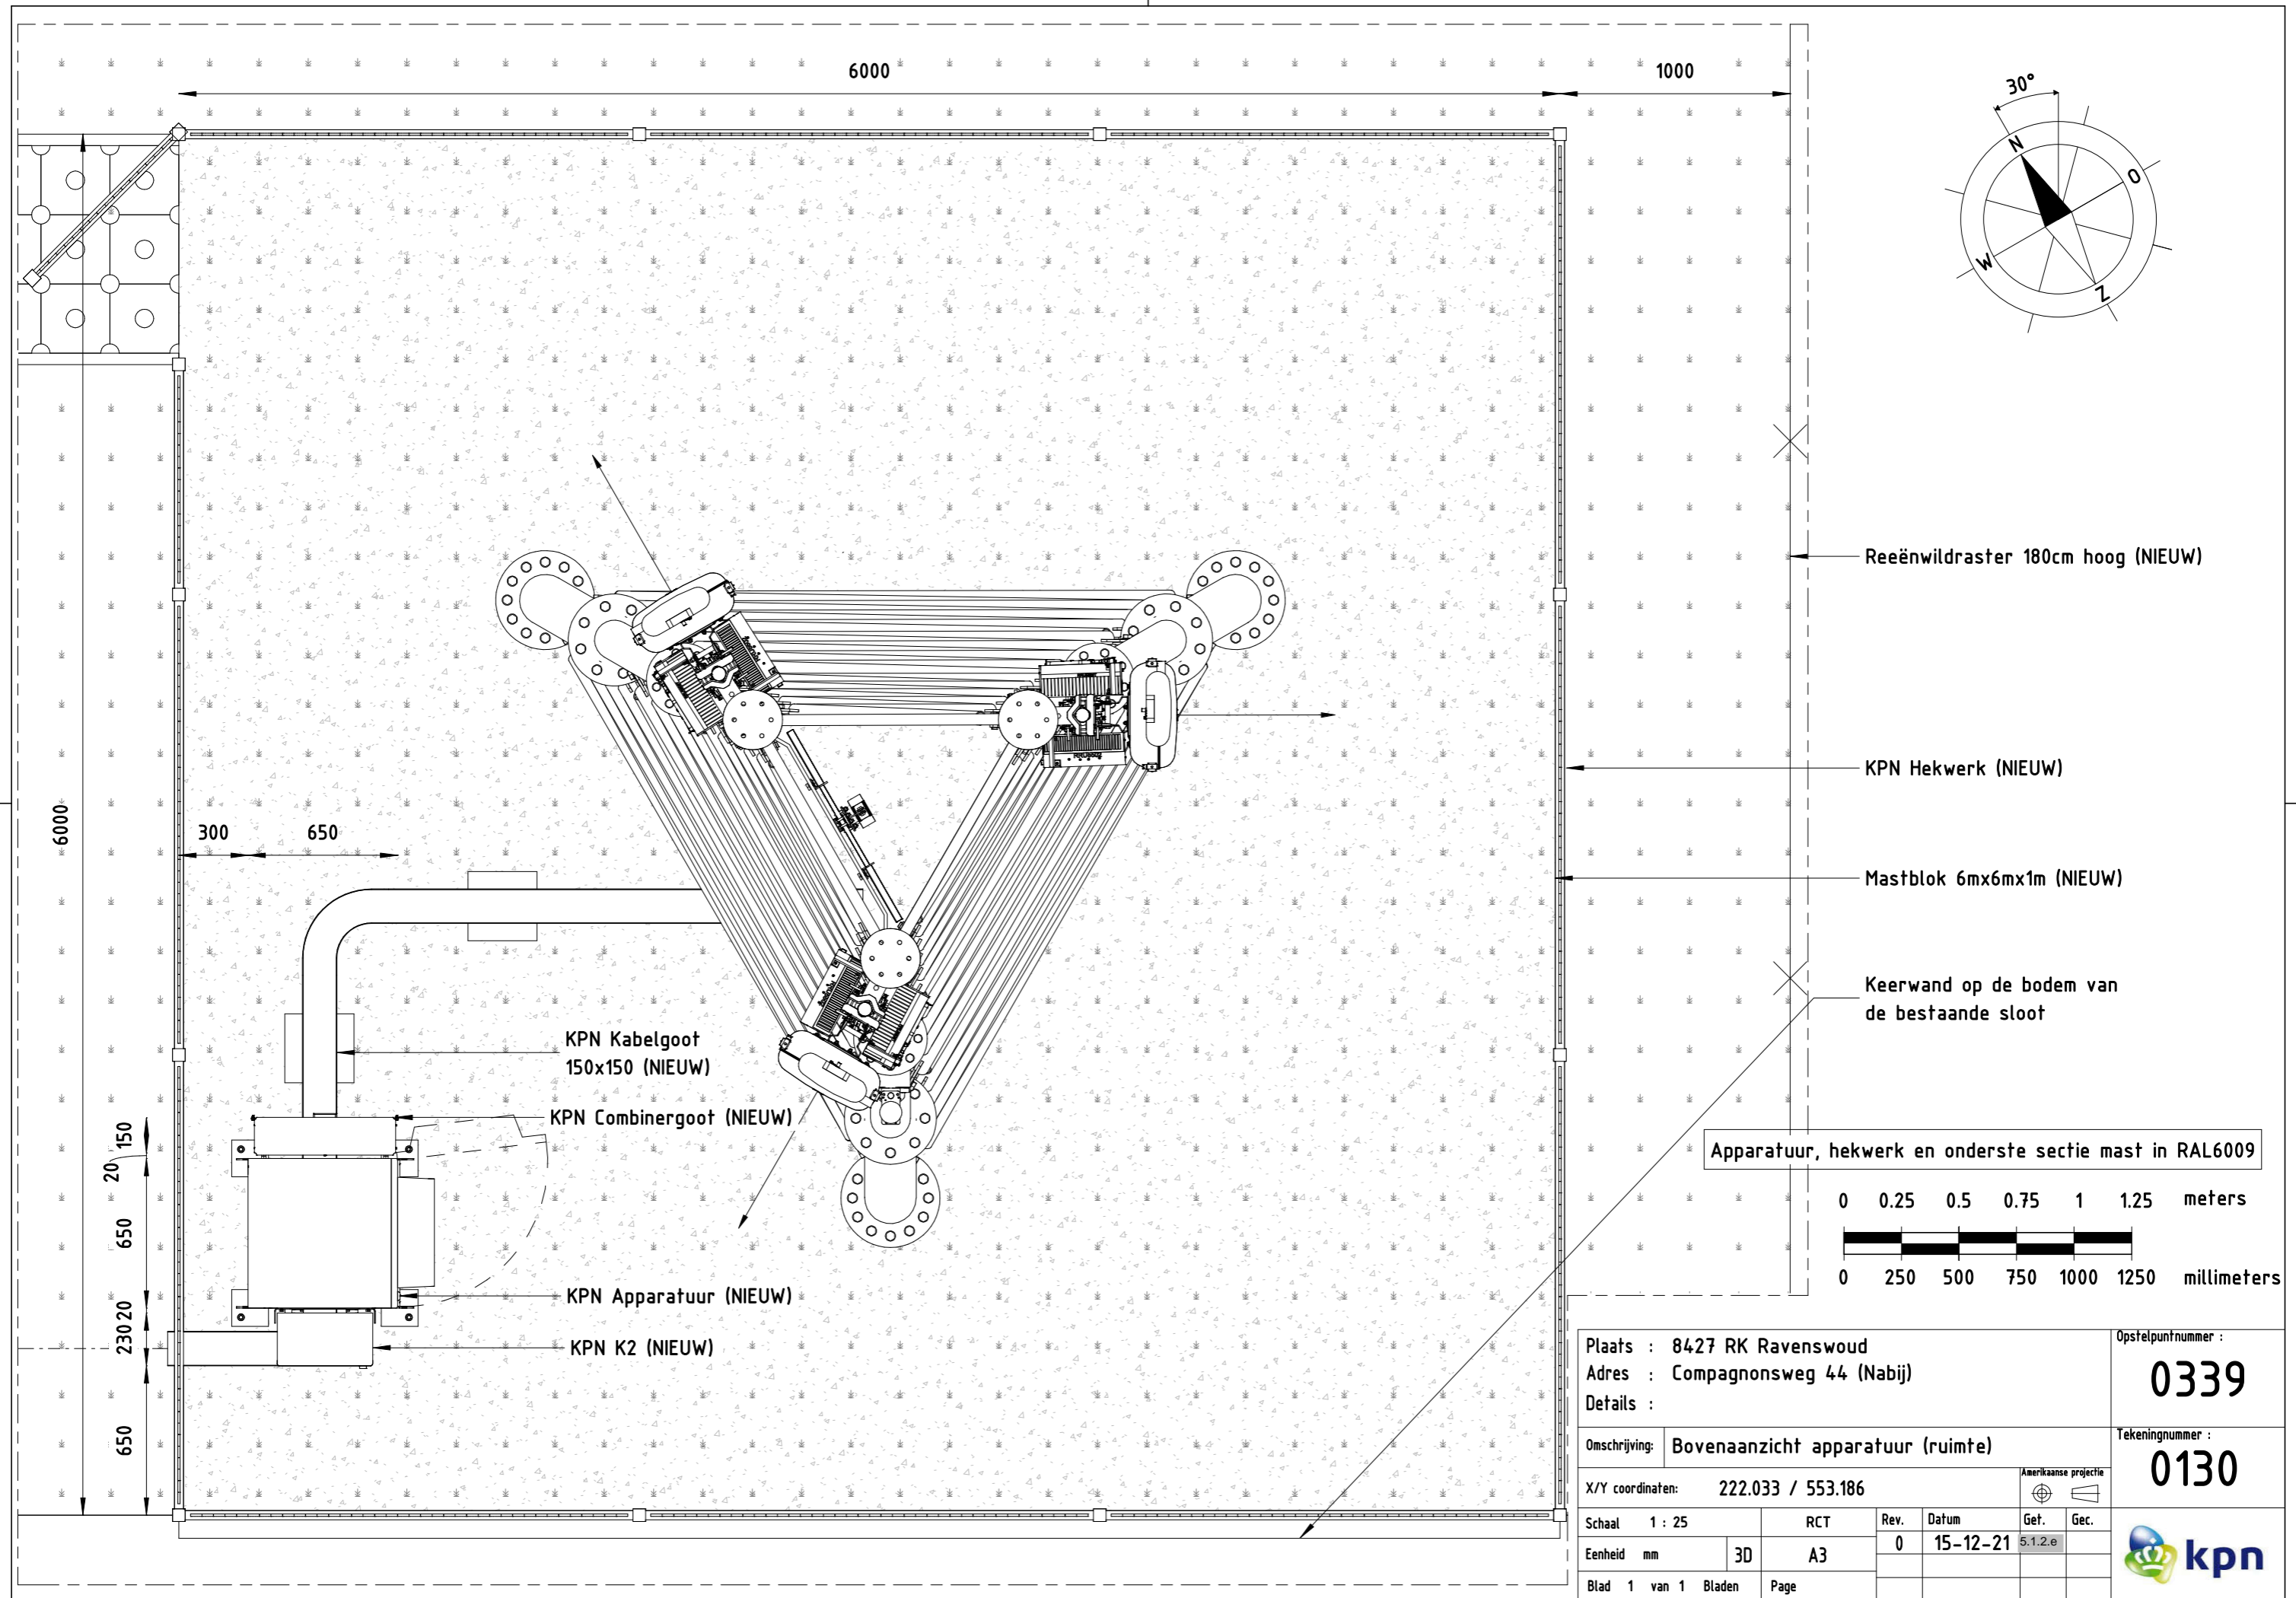 6000
1000
30°
N
O
W
Z
Reeënwildraster 180cm hoog (NIEUW)
KPN Hekwerk (NIEUW)
6000
300
650
Mastblok 6mx6mx1m (NIEUW)
Keerwand op de bodem van
de bestaande sloot
KPN Kabelgoot
150x150 (NIEUW)
KPN Combinergoot (NIEUW)
150
20
650
20
230
650
Apparatuur, hekwerk en onderste sectie mast in RAL6009
0 0.25 0.5 0.75 1 1.25 meters
0 250 500 750 1000 1250 millimeters
KPN Apparatuur (NIEUW)
KPN K2 (NIEUW)
Plaats : 8427 RK Ravenswoud
Adres : Compagnonsweg 44 (Nabij)
Details :
Opstelpuntnummer :
0339
Omschrijving: Bovenaanzicht apparatuur (ruimte)
Tekeningnummer :
0130
X/Y coordinaten: 222.033 / 553.186
Amerikaanse projectie
Schaal 1 : 25 RCT Rev. Datum Get. Gec.
0 15-12-21 5.1.2.e
Eenheid mm 3D A3
Blad 1 van 1 Bladen Page
kpn